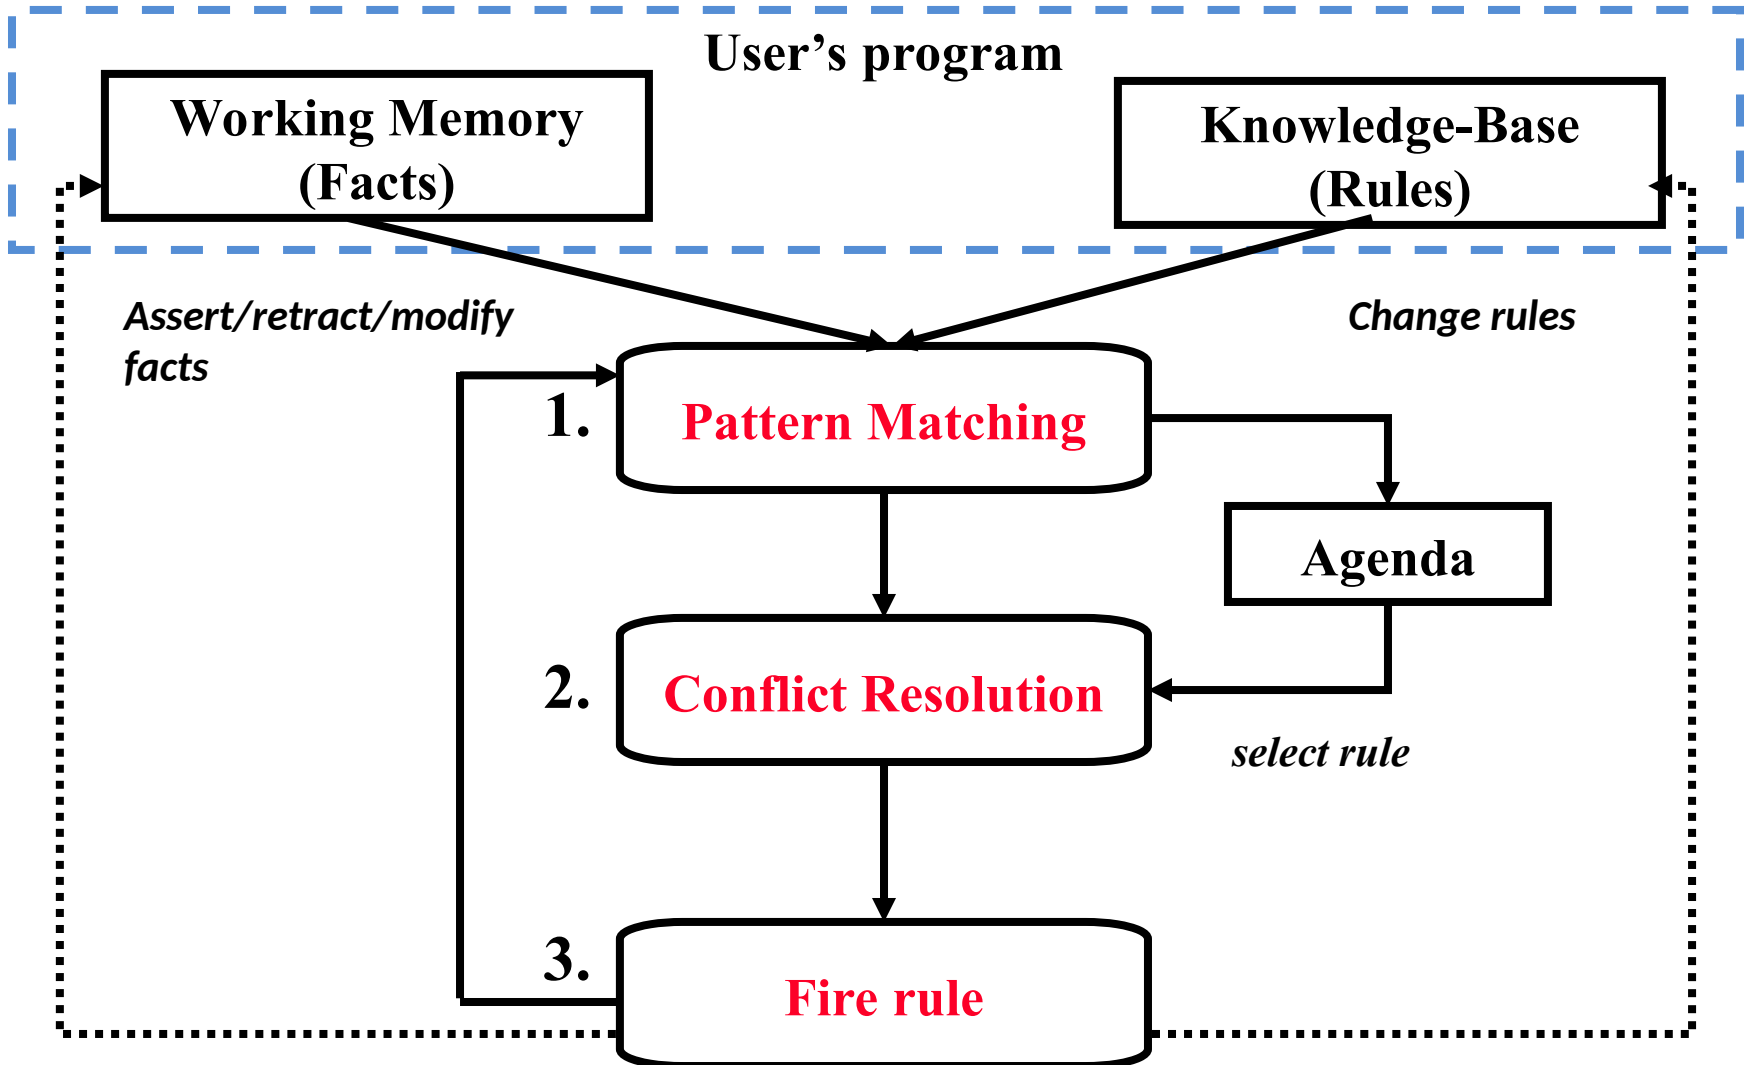 User’s program
Working Memory
(Facts)
Knowledge-Base
(Rules)
Assert/retract/modify
facts
Change rules
1.
Pattern Matching
Agenda
2.
Conflict Resolution
select rule
3.
Fire rule